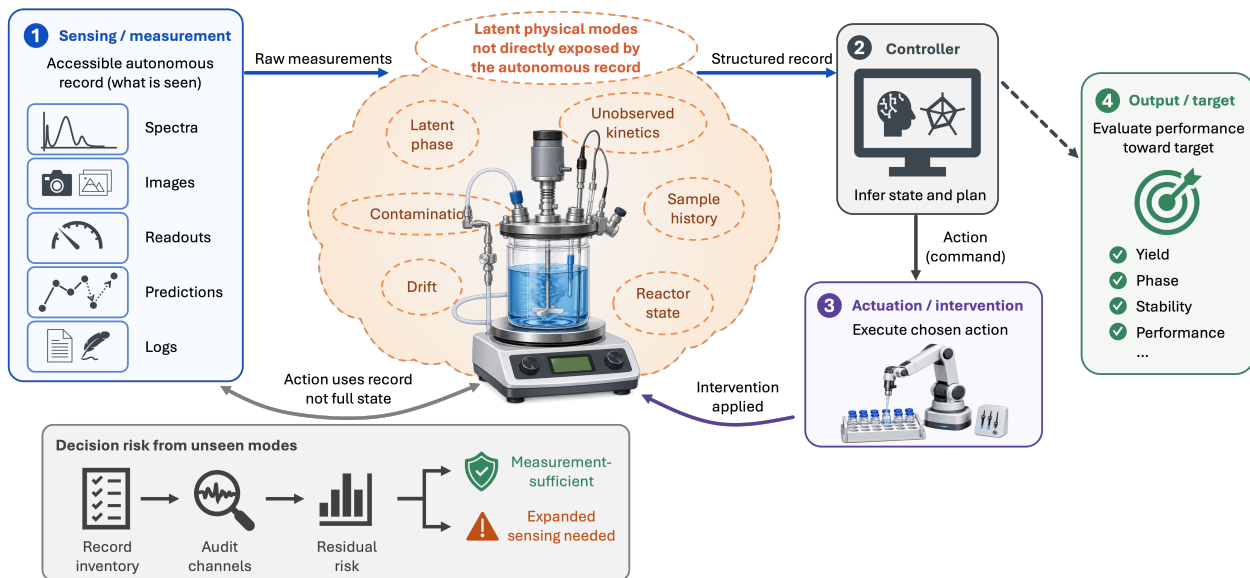 1 Sensing / measurement
Accessible autonomous
record (what is seen)
Spectra
Images
Readouts
Predictions
Logs
Raw measurements
Latent physical modes
not directly exposed by
the autonomous record
Latent
phase
Unobserved
kinetics
Contaminatio
Sample
history
Drift
Reactor
state
Structured record
2 Controller
Infer state and plan
Action
(command)
3 Actuation / intervention
Execute chosen action
Intervention
applied
4 Output / target
Evaluate performance
toward target
Yield
Phase
Stability
Performance
...
Action uses record
not full state
Decision risk from unseen modes
Record
inventory
Audit
channels
Residual
risk
Measurement-
sufficient
Expanded
sensing needed